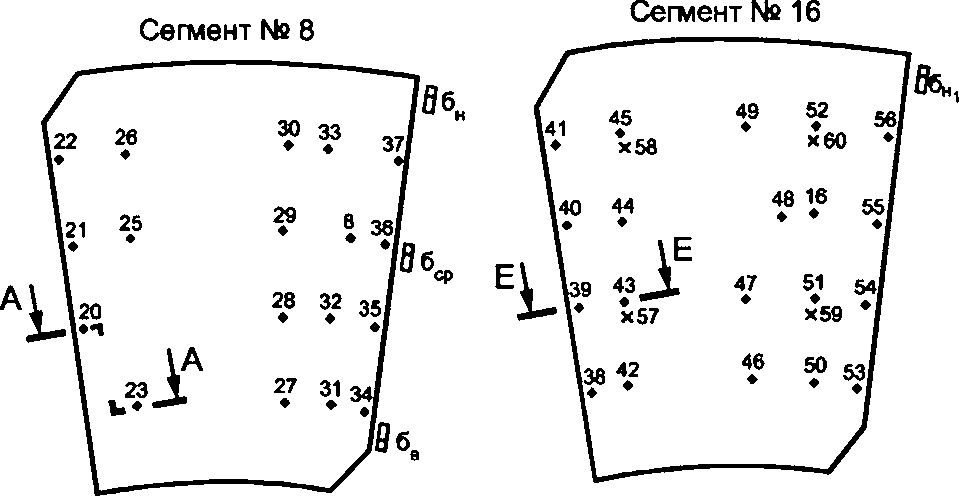 Сегмент № 8
22 26 30 33 37 бн
21 25 29 8 36 бср
А 20 28 32 35
23 А 27 31 34 бв
Сегмент № 16
41 45 49 52 56 бн1
58 60
40 44 48 16 55
Е 39 43 Е 47 51 54
57 59
38 42 46 50 53